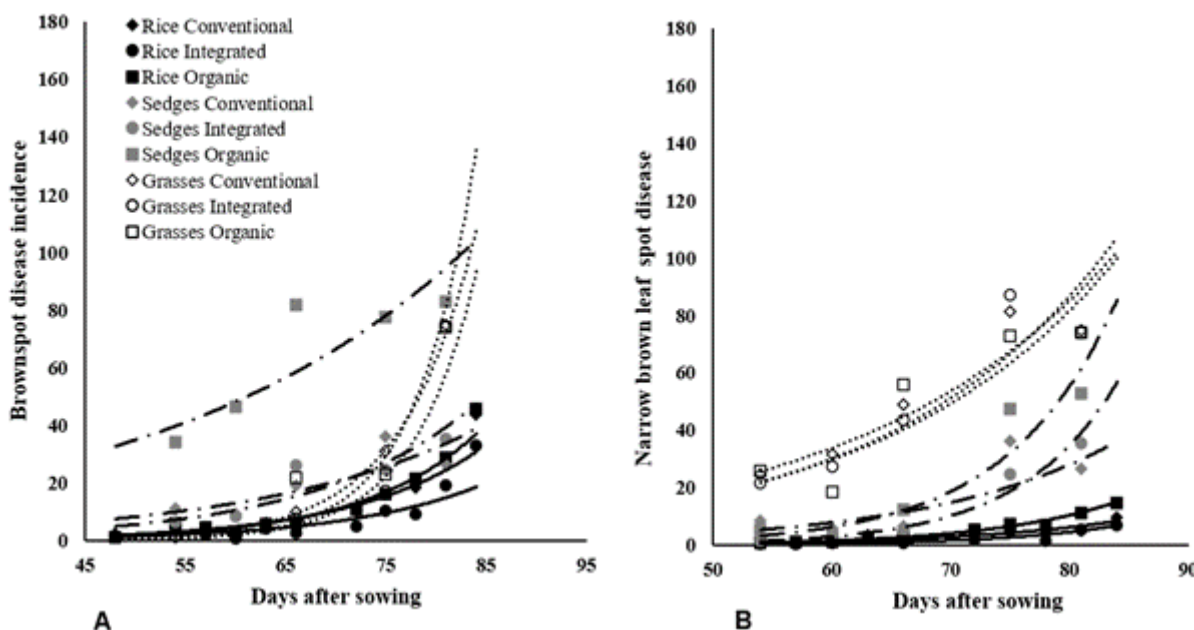 180
160
140
120
100
80
60
40
20
0
Brownspot disease incidence
Rice Conventional
Rice Integrated
Rice Organic
Sedges Conventional
Sedges Integrated
Sedges Organic
Grasses Conventional
Grasses Integrated
Grasses Organic
45 55 65 75 85 95
Days after sowing
A
180
160
140
120
100
80
60
40
20
0
Narrow brown leaf spot disease
50 60 70 80 90
Days after sowing
B